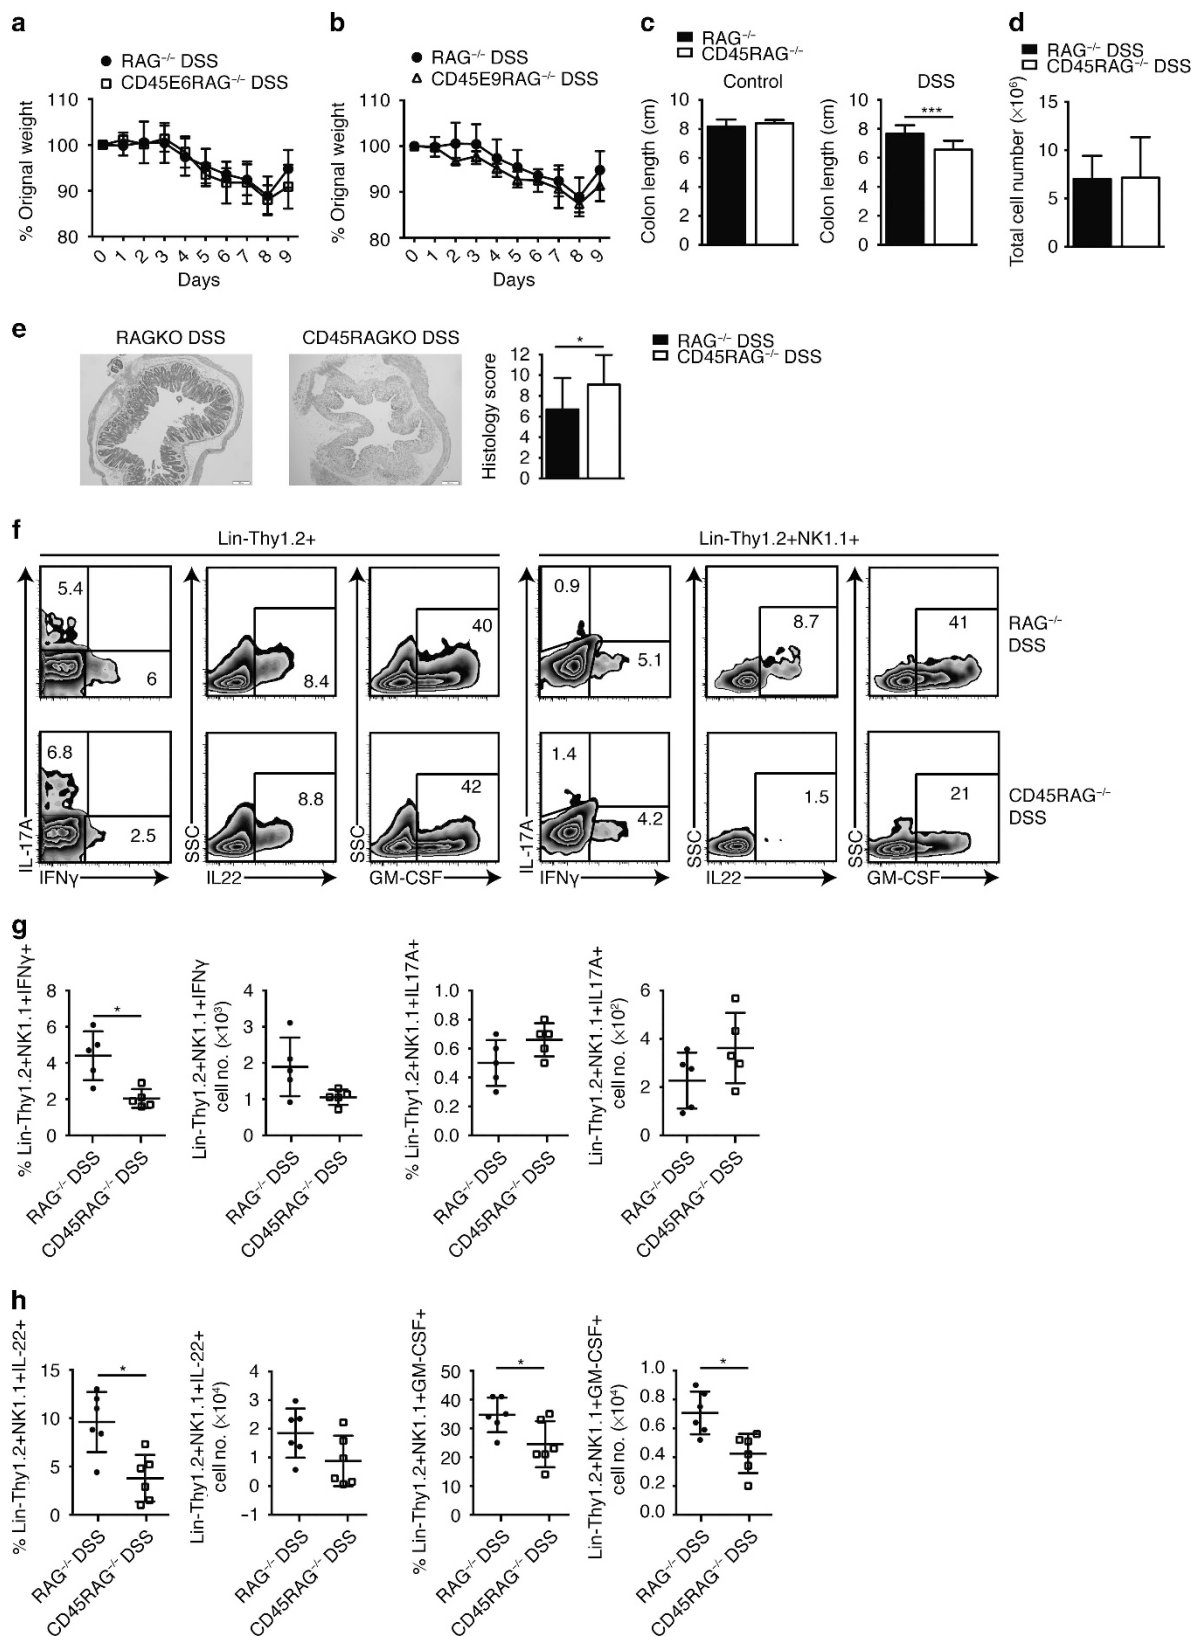 a
RAG⁻/⁻ DSS
CD45E6RAG⁻/⁻ DSS
% Orignal weight
110
100
90
80
0 1 2 3 4 5 6 7 8 9
Days
b
RAG⁻/⁻ DSS
CD45E9RAG⁻/⁻ DSS
% Orignal weight
110
100
90
80
0 1 2 3 4 5 6 7 8 9
Days
c
RAG⁻/⁻
CD45RAG⁻/⁻
Control
Colon length (cm)
10
8
6
4
2
0
DSS
Colon length (cm)
10
8
6
4
2
0
***
d
RAG⁻/⁻ DSS
CD45RAG⁻/⁻ DSS
Total cell number (×10⁶)
15
10
5
0
e
RAGKO DSS
CD45RAGKO DSS
Histology score
12
10
8
6
4
2
0
*
RAG⁻/⁻ DSS
CD45RAG⁻/⁻ DSS
f
Lin-Thy1.2+
Lin-Thy1.2+NK1.1+
5.4
6
8.4
40
0.9
5.1
8.7
41
RAG⁻/⁻
DSS
6.8
2.5
8.8
42
1.4
4.2
1.5
21
CD45RAG⁻/⁻
DSS
IL-17A
IFNγ
SSC
IL22
SSC
GM-CSF
IL-17A
IFNγ
SSC
IL22
SSC
GM-CSF
g
% Lin-Thy1.2+NK1.1+IFNγ+
8
6
4
2
0
*
RAG⁻/⁻ DSS
CD45RAG⁻/⁻ DSS
Lin-Thy1.2+NK1.1+IFNγ
cell no. (×10³)
4
3
2
1
0
RAG⁻/⁻ DSS
CD45RAG⁻/⁻ DSS
% Lin-Thy1.2+NK1.1+IL17A+
1.0
0.8
0.6
0.4
0.2
0.0
RAG⁻/⁻ DSS
CD45RAG⁻/⁻ DSS
Lin-Thy1.2+NK1.1+IL17A+
cell no. (×10²)
6
4
2
0
RAG⁻/⁻ DSS
CD45RAG⁻/⁻ DSS
h
% Lin-Thy1.2+NK1.1+IL-22+
15
10
5
0
*
RAG⁻/⁻ DSS
CD45RAG⁻/⁻ DSS
Lin-Thy1.2+NK1.1+IL-22+
cell no. (×10⁴)
4
3
2
1
0
–1
RAG⁻/⁻ DSS
CD45RAG⁻/⁻ DSS
% Lin-Thy1.2+NK1.1+GM-CSF+
50
40
30
20
10
0
*
RAG⁻/⁻ DSS
CD45RAG⁻/⁻ DSS
Lin-Thy1.2+NK1.1+GM-CSF+
cell no. (×10⁴)
1.0
0.8
0.6
0.4
0.2
0.0
*
RAG⁻/⁻ DSS
CD45RAG⁻/⁻ DSS